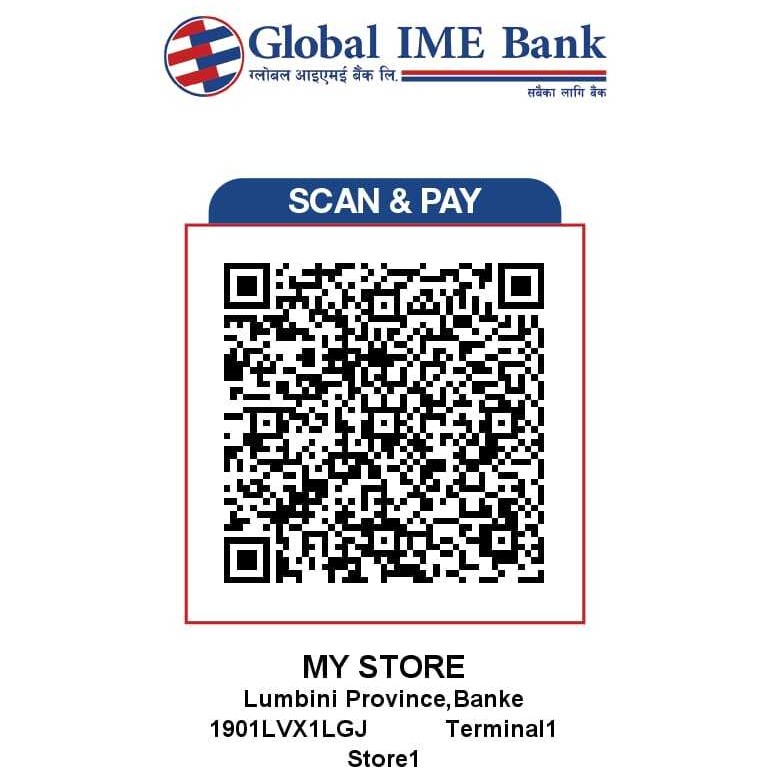 Global IME Bank
ग्लोबल आइएमई बैंक लि.
सबैका लागि बैंक
SCAN & PAY
MY STORE
Lumbini Province,Banke
1901LVX1LGJ Terminal1
Store1